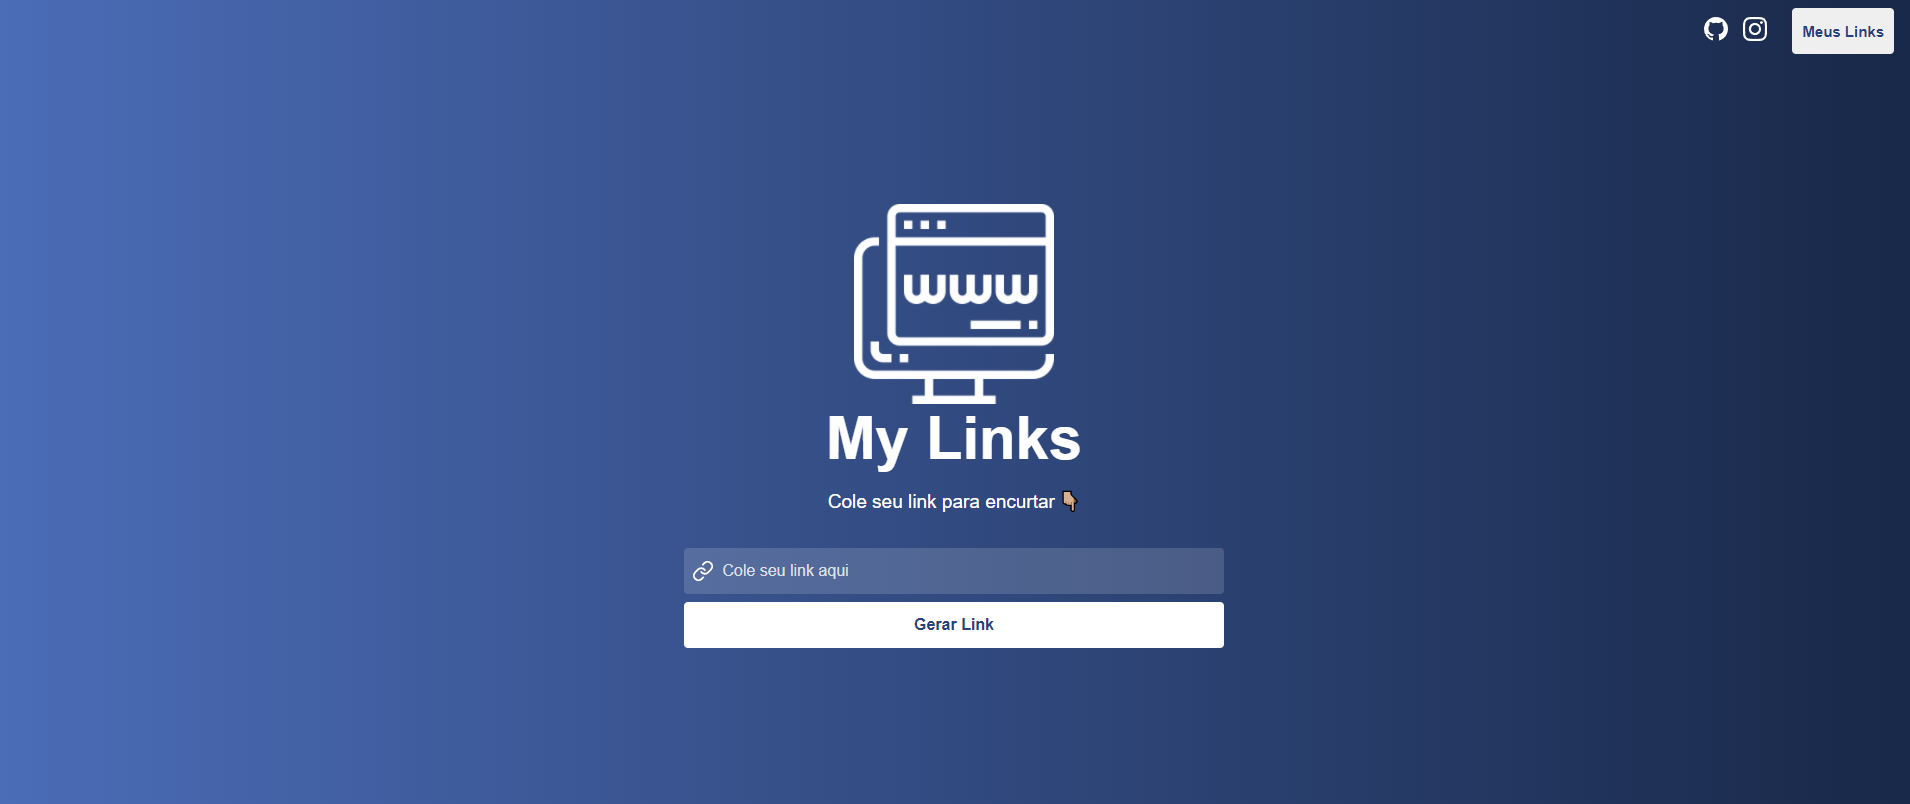 Meus Links
www
My Links
Cole seu link para encurtar 👇🏽
Cole seu link aqui
Gerar Link